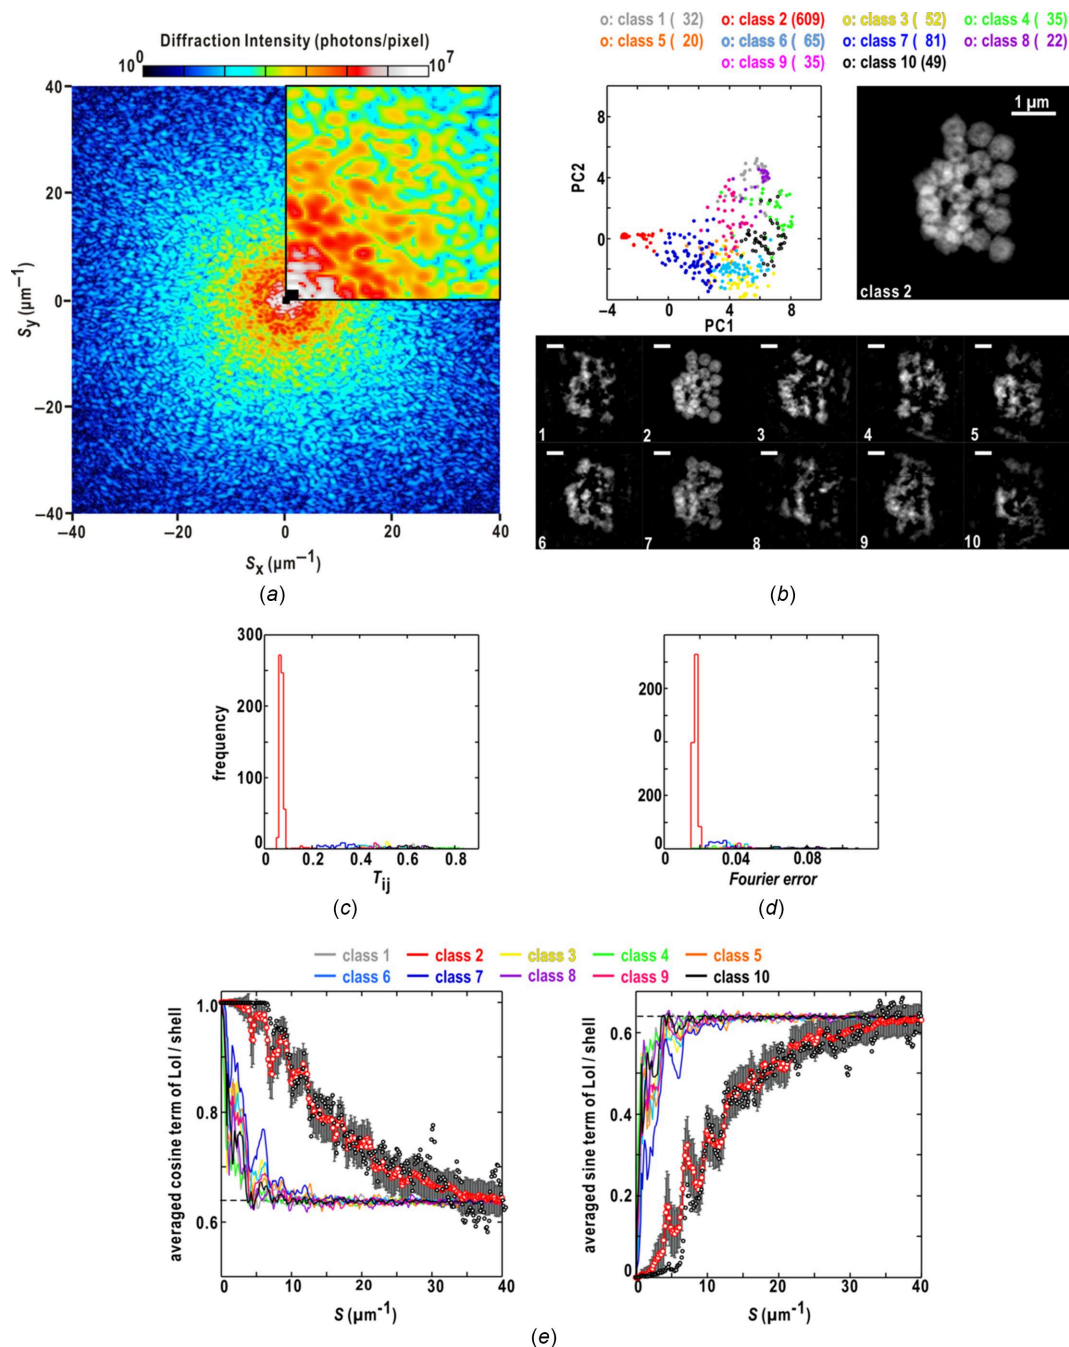 Diffraction Intensity (photons/pixel)
10⁰ 10⁷
40
20
0
−20
−40
Sy (µm−1)
−40 −20 0 20 40
Sx (µm−1)
(a)
o: class 1 ( 32) o: class 2 (609) o: class 3 ( 52) o: class 4 ( 35)
o: class 5 ( 20) o: class 6 ( 65) o: class 7 ( 81) o: class 8 ( 22)
o: class 9 ( 35) o: class 10 (49)
8
4
0
PC2
−4 0 4 8
PC1
1 µm
class 2
1 2 3 4 5
6 7 8 9 10
(b)
300
200
100
0
frequency
0 0.2 0.4 0.6 0.8
Tij
(c)
200
0
200
0
0 0.04 0.08
Fourier error
(d)
class 1 class 2 class 3 class 4 class 5
class 6 class 7 class 8 class 9 class 10
1.0
0.8
0.6
averaged cosine term of LoI / shell
0 10 20 30 40
S (µm-1)
0.6
0.4
0.2
0
averaged sine term of LoI / shell
0 10 20 30 40
S (µm-1)
(e)